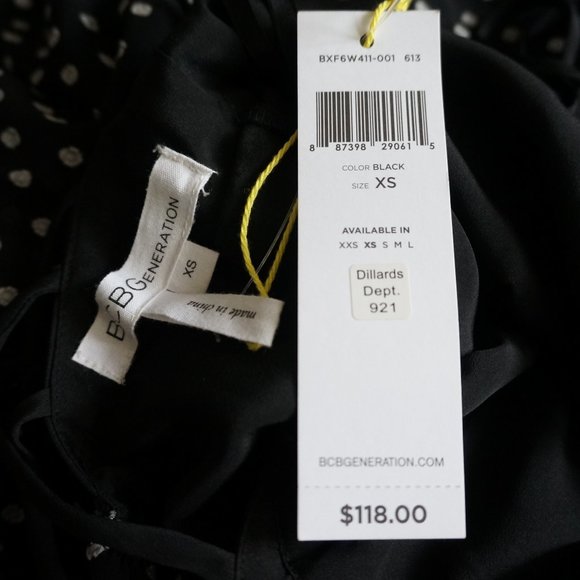 BXF6W411-001 613
8 87398 29061 5
COLOR BLACK
SIZE XS
AVAILABLE IN
XXS XS S M L
Dillards
Dept.
921
BCBGENERATION.COM
$118.00
BCBGENERATION
XS
made in china